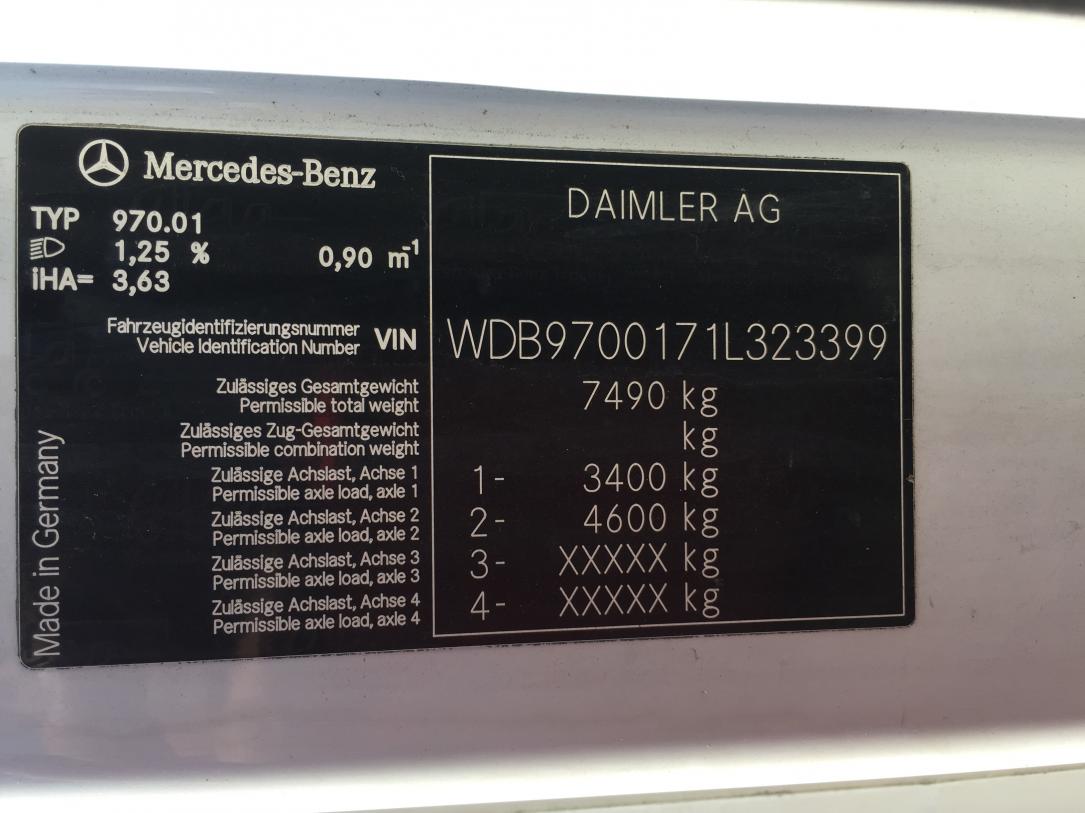 Mercedes-Benz
DAIMLER AG
TYP 970.01
1,25 % 0,90 m⁻¹
iHA= 3,63
Fahrzeugidentifizierungsnummer
Vehicle Identification Number VIN WDB9700171L323399
Zulässiges Gesamtgewicht
Permissible total weight 7490 kg
Zulässiges Zug-Gesamtgewicht
Permissible combination weight kg
Zulässige Achslast, Achse 1
Permissible axle load, axle 1 1- 3400 kg
Zulässige Achslast, Achse 2
Permissible axle load, axle 2 2- 4600 kg
Zulässige Achslast, Achse 3
Permissible axle load, axle 3 3- XXXXX kg
Zulässige Achslast, Achse 4
Permissible axle load, axle 4 4- XXXXX kg
Made in Germany